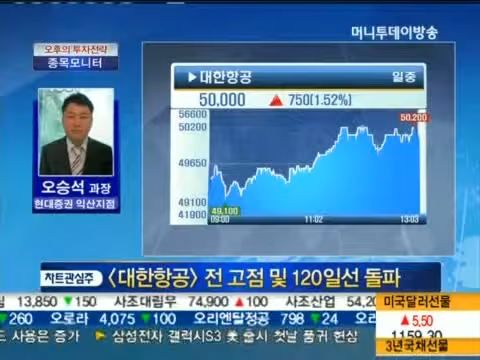 머니투데이방송
오후의 투자전략
종목모니터
▶대한항공 일중
50.000 ▲ 750(1.52%)
56600
50200
49650
49100
41900
50.200
49,100
09:00 11:02 13:03
오승석 과장
현대증권 익산지점
차트관심주 <대한항공> 전 고점 및 120일선 돌파
13,850 ▼150 사조대림우 74,900 ▲100 사조산업 54,20
▼260 오로라 4,075 ▼100 오리엔탈정공 798 ▼24
사용은 증가 ▶ 삼성전자 갤럭시S3 美 출시 첫날 품귀 현상
미국달러선물
▲5,50
1159.30
3년국채선물